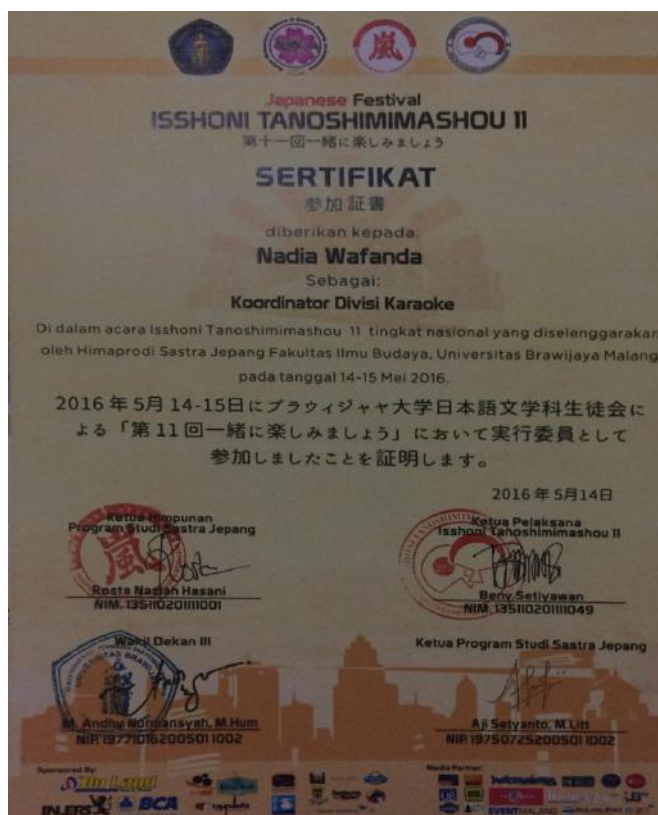 嵐
Japanese Festival
ISSHONI TANOSHIMIMASHOU 11
第十一回一緒に楽しみましょう
SERTIFIKAT
参加証書
diberikan kepada:
Nadia Wafanda
Sebagai:
Koordinator Divisi Karaoke
Di dalam acara Isshoni Tanoshimimashou 11 tingkat nasional yang diselenggarakan
oleh Himaprodi Sastra Jepang Fakultas Ilmu Budaya, Universitas Brawijaya Malang
pada tanggal 14-15 Mei 2016.
2016年5月14-15日にブラウィジャヤ大学日本語文学科生徒会に
よる「第11回一緒に楽しみましょう」において実行委員として
参加しましたことを証明します。
2016年5月14日
Ketua Himpunan
Program Studi Sastra Jepang
嵐
Rosta Naziah Hasani
NIM. 135110201111001
Ketua Pelaksana
Isshoni Tanoshimimashou 11
Beny Setiyawan
NIM 135110201111049
Wakil Dekan III
UNIVERSITAS BRAWIJAYA
M. Andhy Nurmansyah, M.Hum
NIP. 197710162005011002
Ketua Program Studi Sastra Jepang
Aji Setyanto, M.Litt
NIP. 197507252005011002
Sponsored By:
BCA
Media Partner:
EVENTMALANG